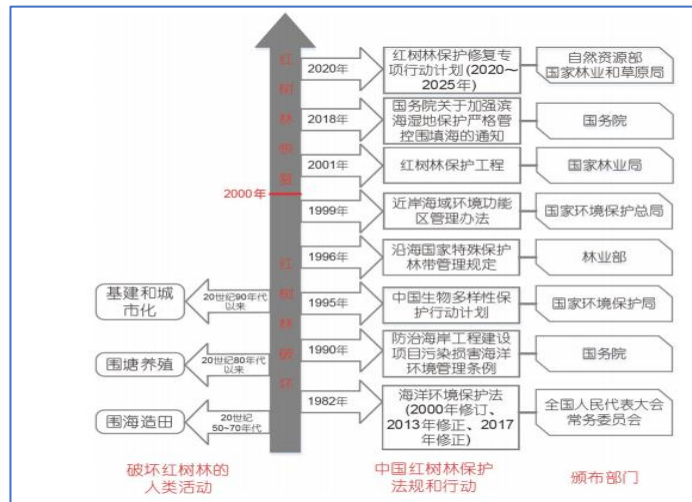 2020年
红树林保护修复专
项行动计划(2020~
2025年)
自然资源部
国家林业和草原局
2018年
国务院关于加强滨
海湿地保护严格管
控围填海的通知
国务院
2001年
红树林保护工程
国家林业局
红树林恢复
2000年
1999年
近岸海域环境功能
区管理办法
国家环境保护总局
1996年
沿海国家特殊保护
林带管理规定
林业部
红树林破坏
基建和城
市化
20世纪90年代
以来
1995年
中国生物多样性保
护行动计划
国家环境保护局
围塘养殖
20世纪80年代
以来
1990年
防治海岸工程建设
项目污染损害海洋
环境管理条例
国务院
围海造田
20世纪
50~70年代
1982年
海洋环境保护法
(2000年修订、
2013年修正、2017
年修正)
全国人民代表大会
常务委员会
破坏红树林的
人类活动
中国红树林保护
法规和行动
颁布部门